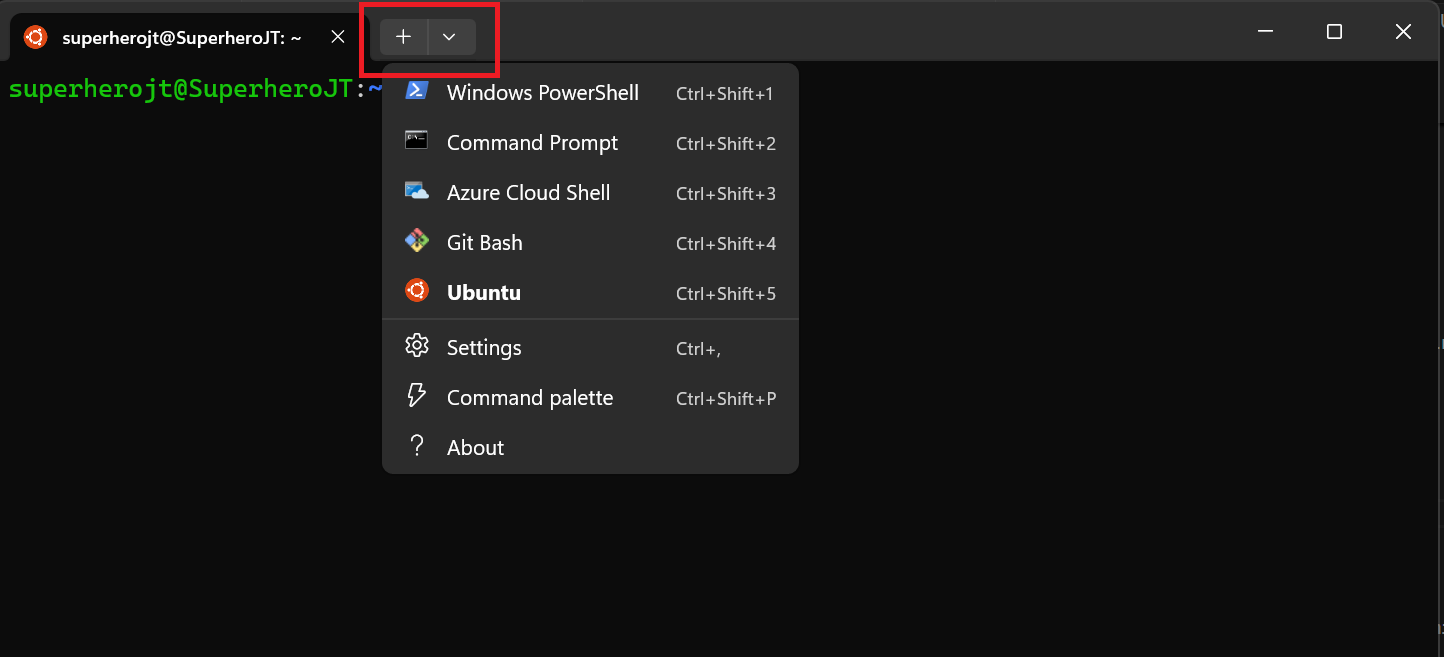 superherojt@SuperheroJT: ~
superherojt@SuperheroJT:~
Windows PowerShell Ctrl+Shift+1
Command Prompt Ctrl+Shift+2
Azure Cloud Shell Ctrl+Shift+3
Git Bash Ctrl+Shift+4
Ubuntu Ctrl+Shift+5
Settings Ctrl+,
Command palette Ctrl+Shift+P
About